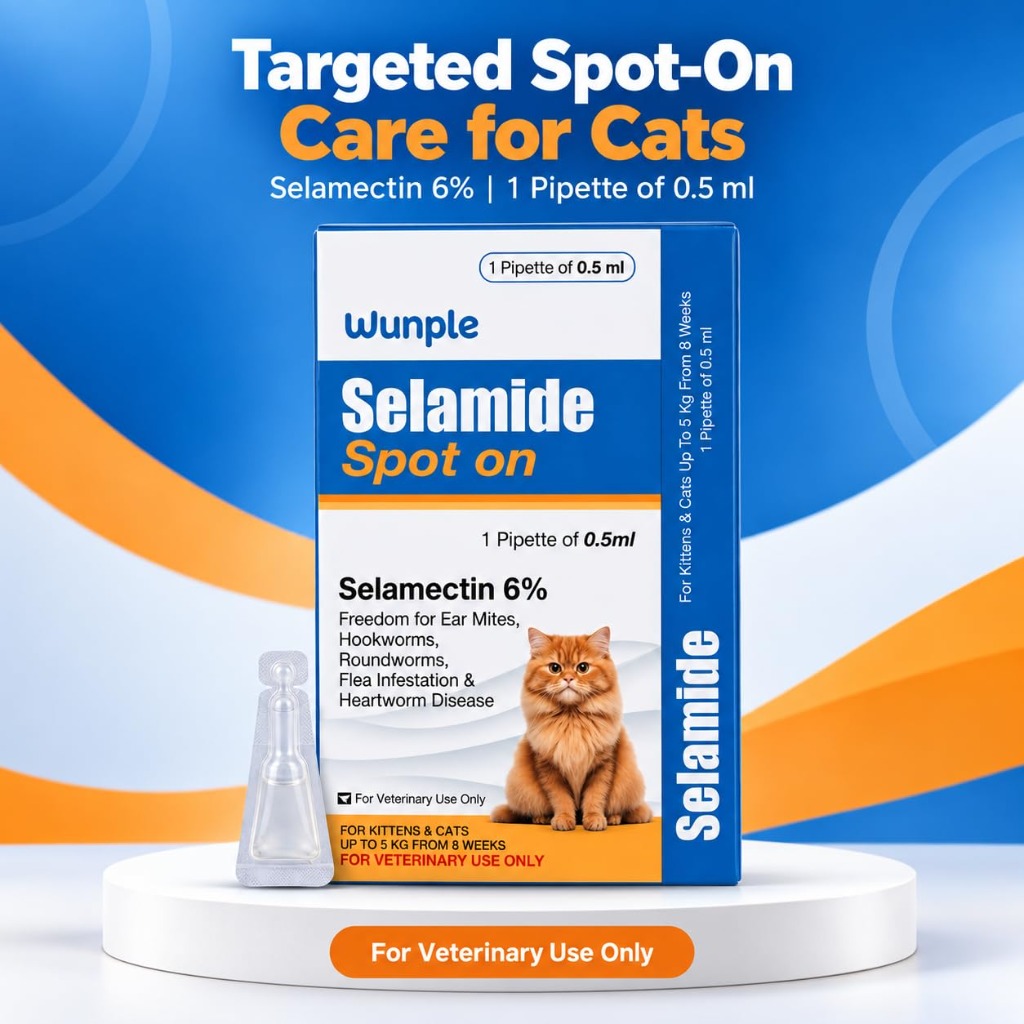 Targeted Spot-On
Care for Cats
Selamectin 6% | 1 Pipette of 0.5 ml
1 Pipette of 0.5 ml
Wunple
Selamide
Spot on
1 Pipette of 0.5ml
Selamectin 6%
Freedom for Ear Mites,
Hookworms,
Roundworms,
Flea Infestation &
Heartworm Disease
For Veterinary Use Only
FOR KITTENS & CATS
UP TO 5 KG FROM 8 WEEKS
FOR VETERINARY USE ONLY
For Kittens & Cats Up To 5 Kg From 8 Weeks
1 Pipette of 0.5 ml
Selamide
For Veterinary Use Only